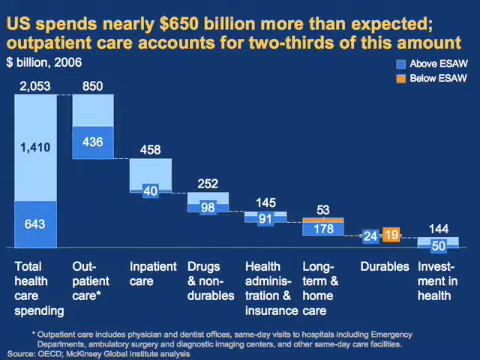 US spends nearly $650 billion more than expected;
outpatient care accounts for two-thirds of this amount
$ billion, 2006
Above ESAW
Below ESAW
2,053
850
1,410
436
458
643
40
252
98
145
91
53
178
24
19
144
50
Total
health
care
spending
Out-
patient
care*
Inpatient
care
Drugs
& non-
durables
Health
adminis-
tration &
insurance
Long-
term &
home
care
Durables
Invest-
ment in
health
* Outpatient care includes physician and dentist offices, same-day visits to hospitals including Emergency
Departments, ambulatory surgery and diagnostic imaging centers, and other same-day care facilities.
Source: OECD; McKinsey Global Institute analysis